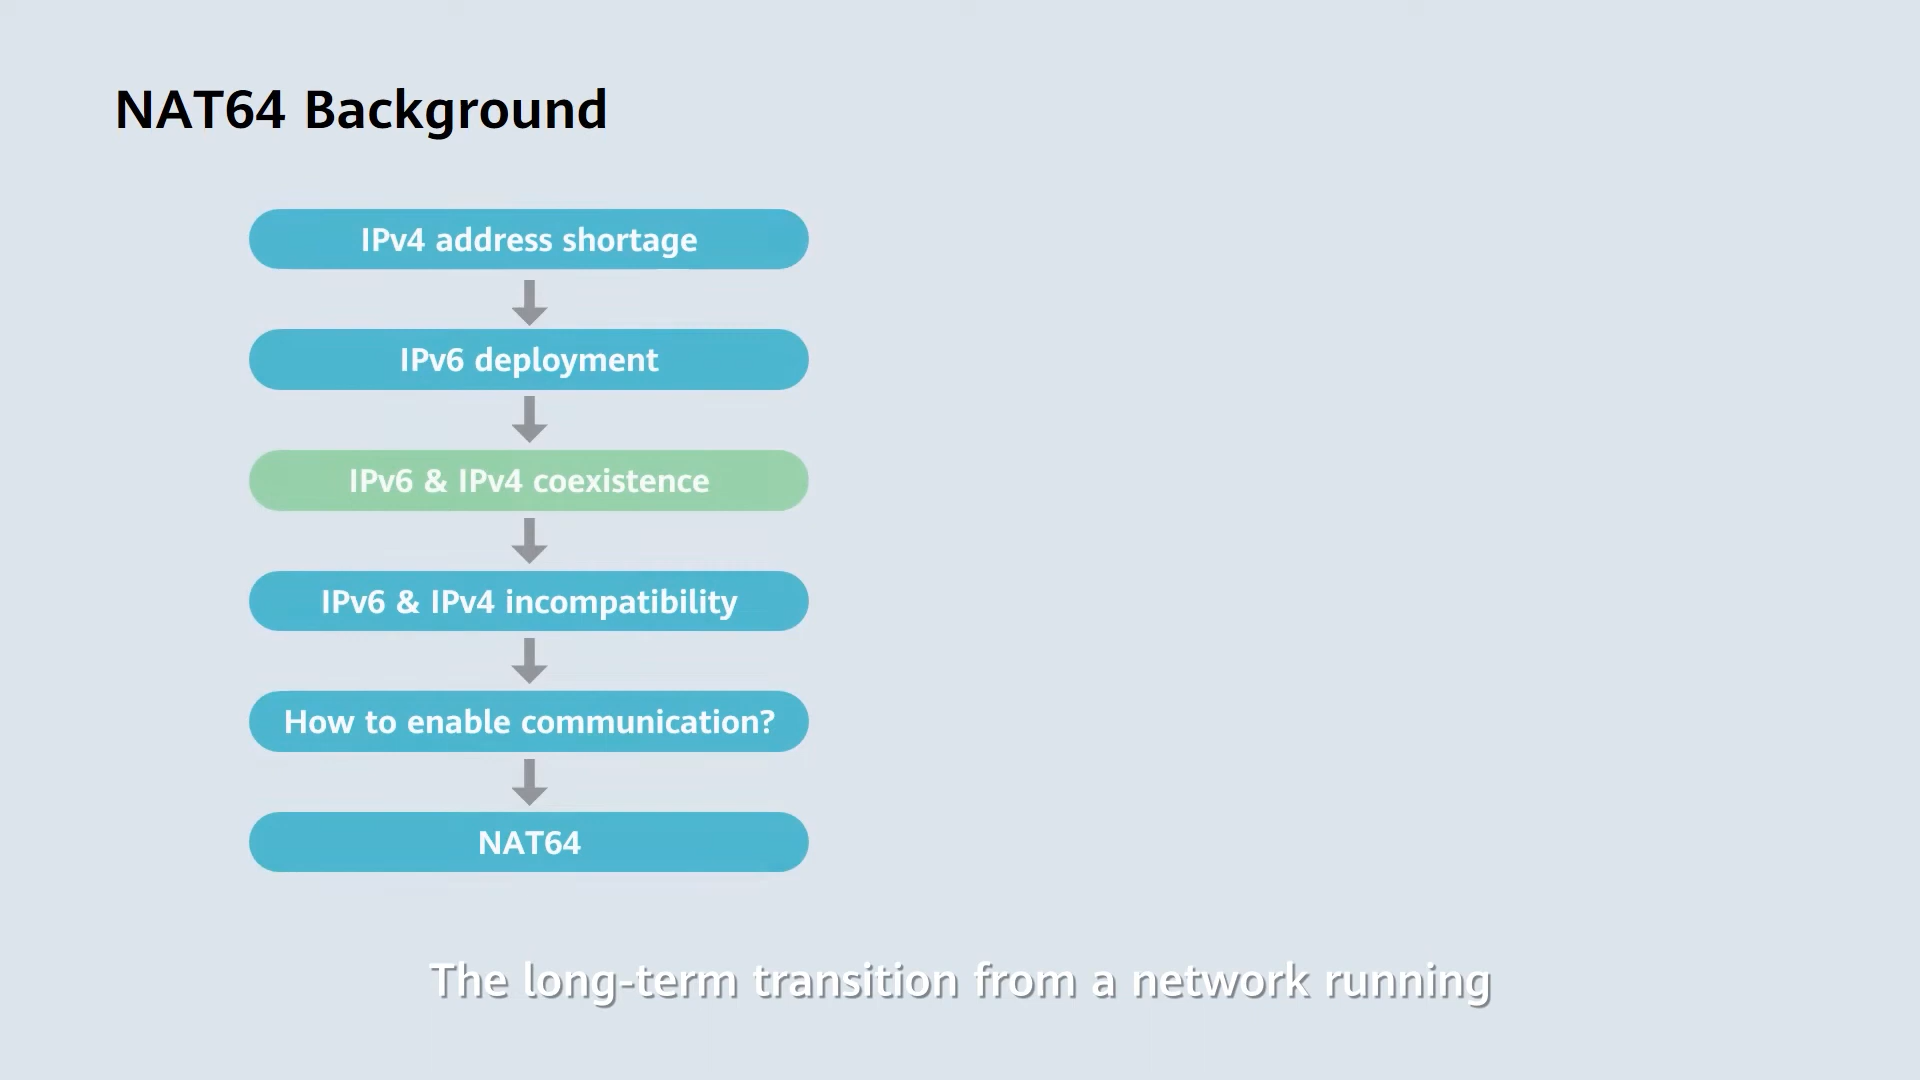 NAT64 Background
IPv4 address shortage
IPv6 deployment
IPv6 & IPv4 coexistence
IPv6 & IPv4 incompatibility
How to enable communication?
NAT64
The long-term transition from a network running